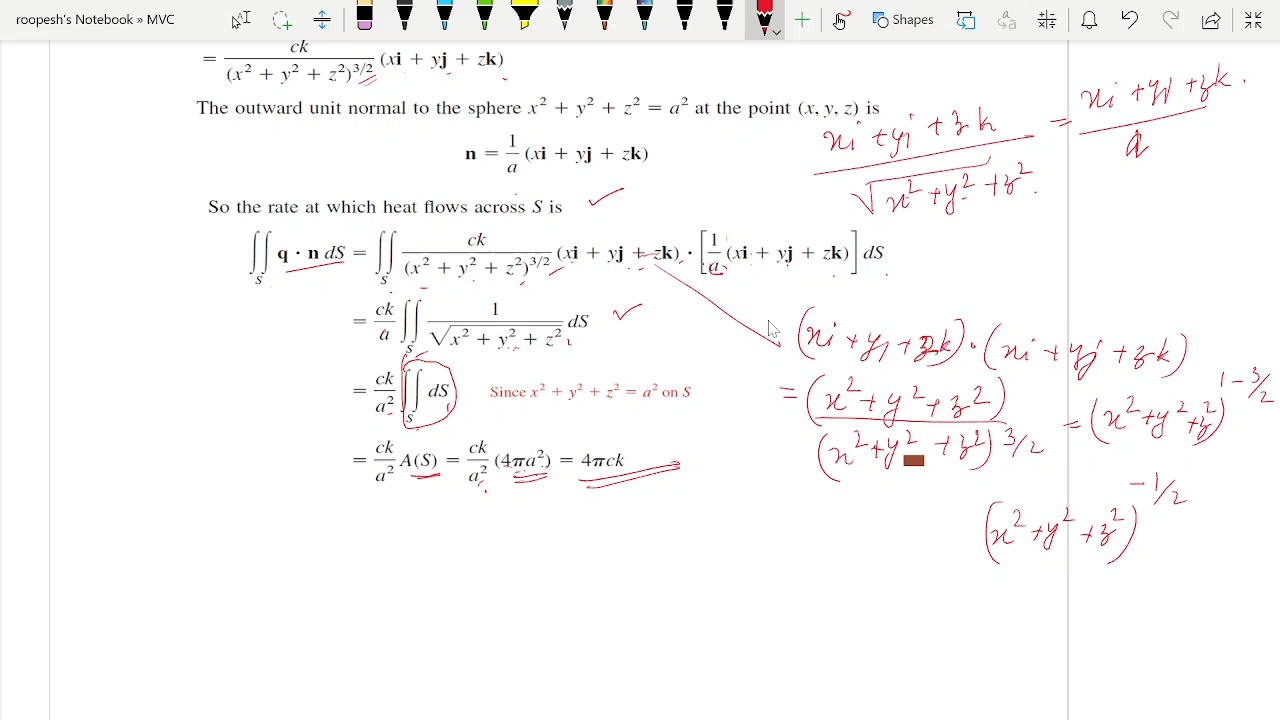 roopesh's Notebook » MVC
Shapes
= ck / (x² + y² + z²)^3/2 (xi + yj + zk)
The outward unit normal to the sphere x² + y² + z² = a² at the point (x, y, z) is
n = 1/a (xi + yj + zk)
So the rate at which heat flows across S is
∬_S q · n dS = ∬_S ck / (x² + y² + z²)^3/2 (xi + yj + zk) · [1/a (xi + yj + zk)] dS
= ck/a ∬_S 1 / √(x² + y² + z²) dS
= ck/a² ∬_S dS Since x² + y² + z² = a² on S
= ck/a² A(S) = ck/a² (4πa²) = 4πck
xi + yj + zk / √(x² + y² + z²) = xi + yj + zk / a
(xi + yj + zk) · (xi + yj + zk)
= (x² + y² + z²) / (x² + y² + z²)^3/2 = (x² + y² + z²)^1 - 3/2
(x² + y² + z²)^-1/2